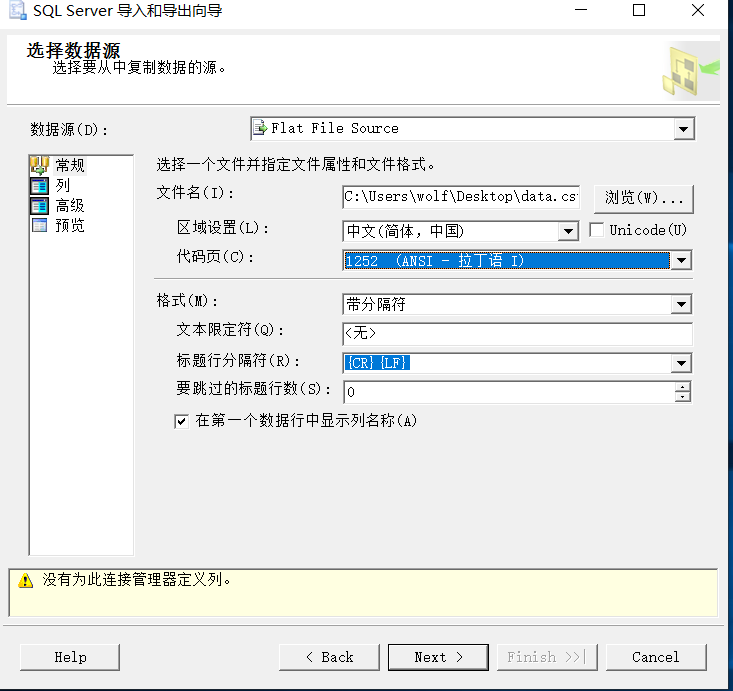 SQL Server 导入和导出向导
选择数据源
选择要从中复制数据的源。
数据源(D):
Flat File Source
常规
列
高级
预览
选择一个文件并指定文件属性和文件格式。
文件名(I):
C:\Users\wolf\Desktop\data.cs
浏览(W)...
区域设置(L):
中文(简体，中国)
Unicode(U)
代码页(C):
1252 （ANSI - 拉丁语 I）
格式(M):
带分隔符
文本限定符(Q):
<无>
标题行分隔符(R):
{CR}{LF}
要跳过的标题行数(S):
0
在第一个数据行中显示列名称(A)
没有为此连接管理器定义列。
Help
< Back
Next >
Finish >>|
Cancel